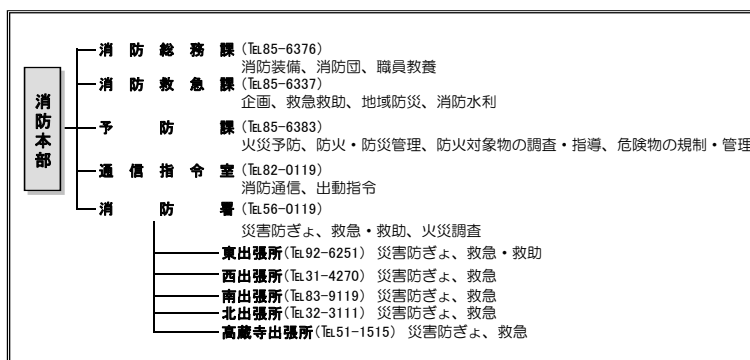 消防本部
消防総務課(℡85-6376)
消防装備、消防団、職員教養
消防救急課(℡85-6337)
企画、救急救助、地域防災、消防水利
予防課(℡85-6383)
火災予防、防火・防災管理、防火対象物の調査・指導、危険物の規制・管理
通信指令室(℡82-0119)
消防通信、出動指令
消防署(℡56-0119)
災害防ぎょ、救急・救助、火災調査
東出張所(℡92-6251) 災害防ぎょ、救急・救助
西出張所(℡31-4270) 災害防ぎょ、救急
南出張所(℡83-9119) 災害防ぎょ、救急
北出張所(℡32-3111) 災害防ぎょ、救急
高蔵寺出張所(℡51-1515) 災害防ぎょ、救急